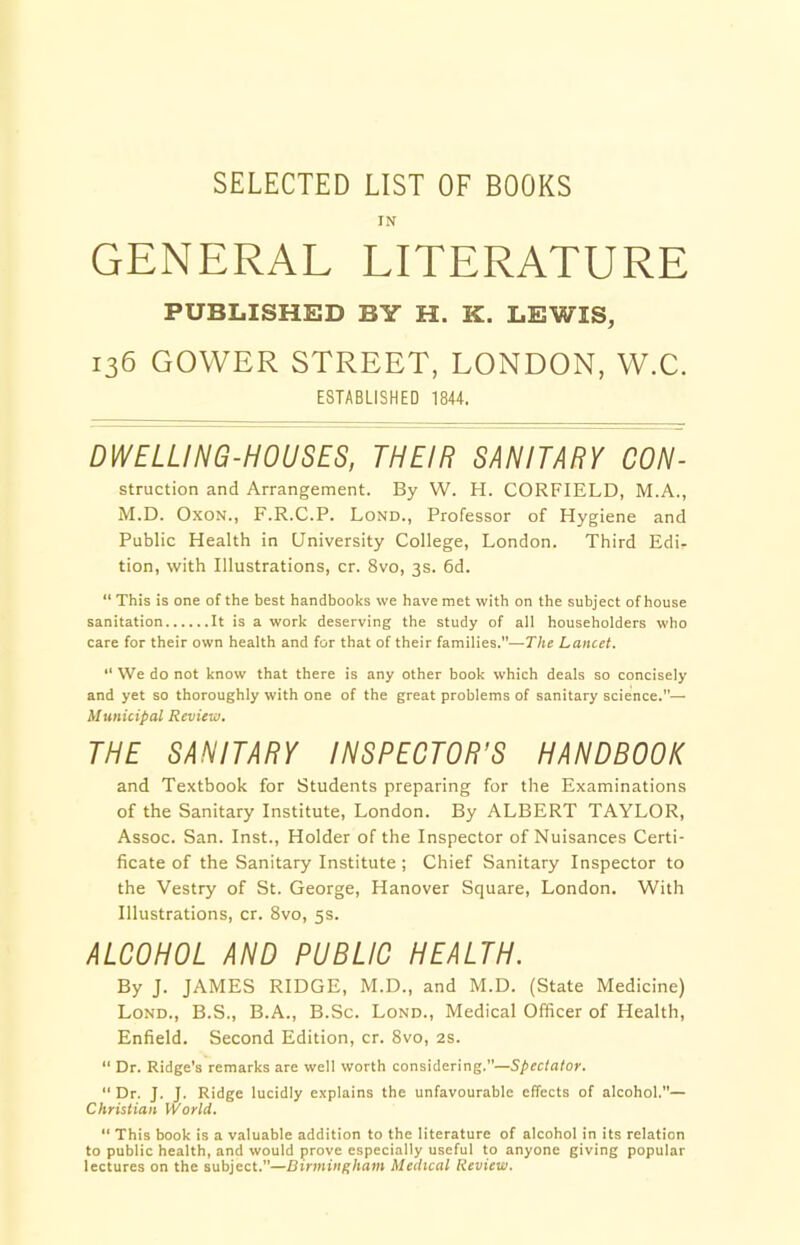 SELECTED LIST OF BOOKS
IN
GENERAL LITERATURE
PUBLISHED BY H. K. LEWIS,
136 GOWER STREET, LONDON, W.C.
ESTABLISHED 1844.
DWELLING-HOUSES, THEIR SANITARY CON-
struction and Arrangement. By W. H. CORFIELD, M.A.,
M.D. OXON., F.R.C.P. LOND., Professor of Hygiene and
Public Health in University College, London. Third Edi-
tion, with Illustrations, cr. 8vo, 3s. 6d.
" This is one of the best handbooks we have met with on the subject of house
sanitation......It is a work deserving the study of all householders who
care for their own health and for that of their families."—The Lancet.
" We do not know that there is any other book which deals so concisely
and yet so thoroughly with one of the great problems of sanitary science."—
Municipal Review.
THE SANITARY INSPECTOR'S HANDBOOK
and Textbook for Students preparing for the Examinations
of the Sanitary Institute, London. By ALBERT TAYLOR,
Assoc. San. Inst., Holder of the Inspector of Nuisances Certi-
ficate of the Sanitary Institute ; Chief Sanitary Inspector to
the Vestry of St. George, Hanover Square, London. With
Illustrations, cr. 8vo, 5s.
ALCOHOL AND PUBLIC HEALTH.
By J. JAMES RIDGE, M.D., and M.D. (State Medicine)
LOND., B.S., B.A., B.Sc. LOND., Medical Officer of Health,
Enfield. Second Edition, cr. 8vo, 2s.
" Dr. Ridge's remarks are well worth considering."—Spectator.
" Dr. J. J. Ridge lucidly explains the unfavourable effects of alcohol."—
Christian World.
" This book is a valuable addition to the literature of alcohol in its relation
to public health, and would prove especially useful to anyone giving popular
lectures on the subject."—Birmingham Medical Review.